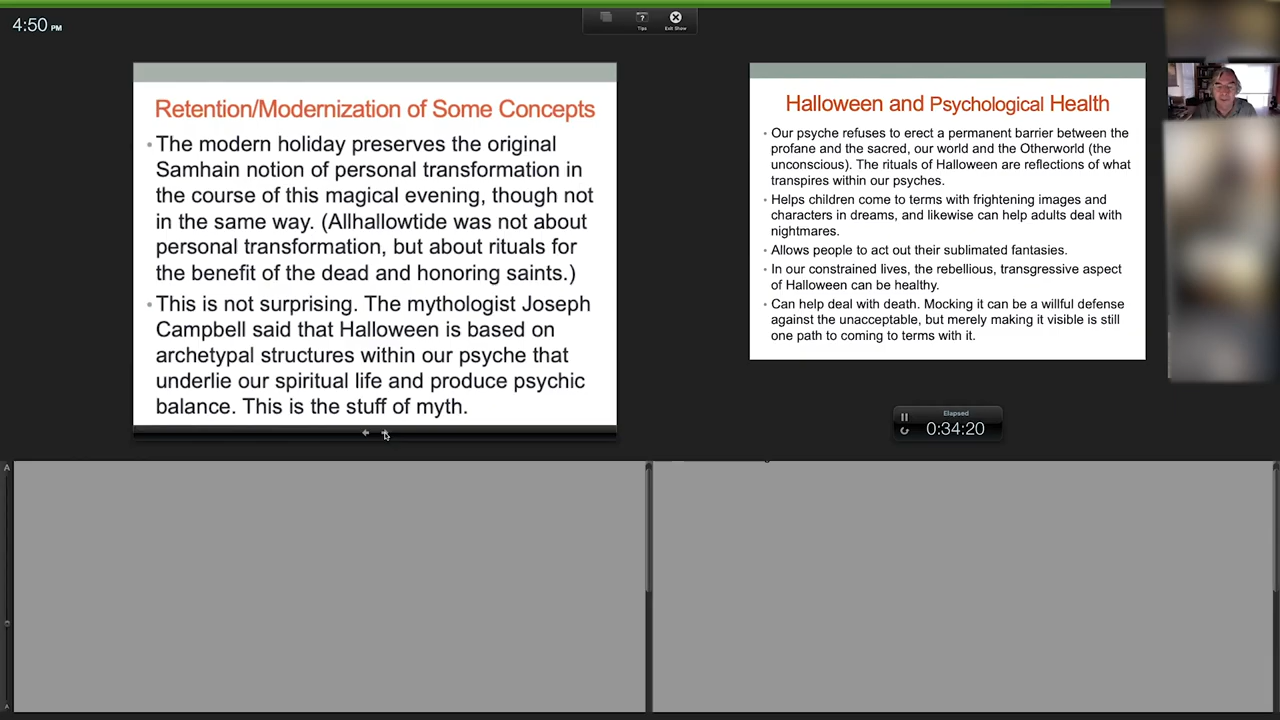 4:50 PM
Tips
Exit Show
Retention/Modernization of Some Concepts
• The modern holiday preserves the original
Samhain notion of personal transformation in
the course of this magical evening, though not
in the same way. (Allhallowtide was not about
personal transformation, but about rituals for
the benefit of the dead and honoring saints.)
• This is not surprising. The mythologist Joseph
Campbell said that Halloween is based on
archetypal structures within our psyche that
underlie our spiritual life and produce psychic
balance. This is the stuff of myth.
Halloween and Psychological Health
• Our psyche refuses to erect a permanent barrier between the
profane and the sacred, our world and the Otherworld (the
unconscious). The rituals of Halloween are reflections of what
transpires within our psyches.
• Helps children come to terms with frightening images and
characters in dreams, and likewise can help adults deal with
nightmares.
• Allows people to act out their sublimated fantasies.
• In our constrained lives, the rebellious, transgressive aspect
of Halloween can be healthy.
• Can help deal with death. Mocking it can be a willful defense
against the unacceptable, but merely making it visible is still
one path to coming to terms with it.
Elapsed
0:34:20
A
A